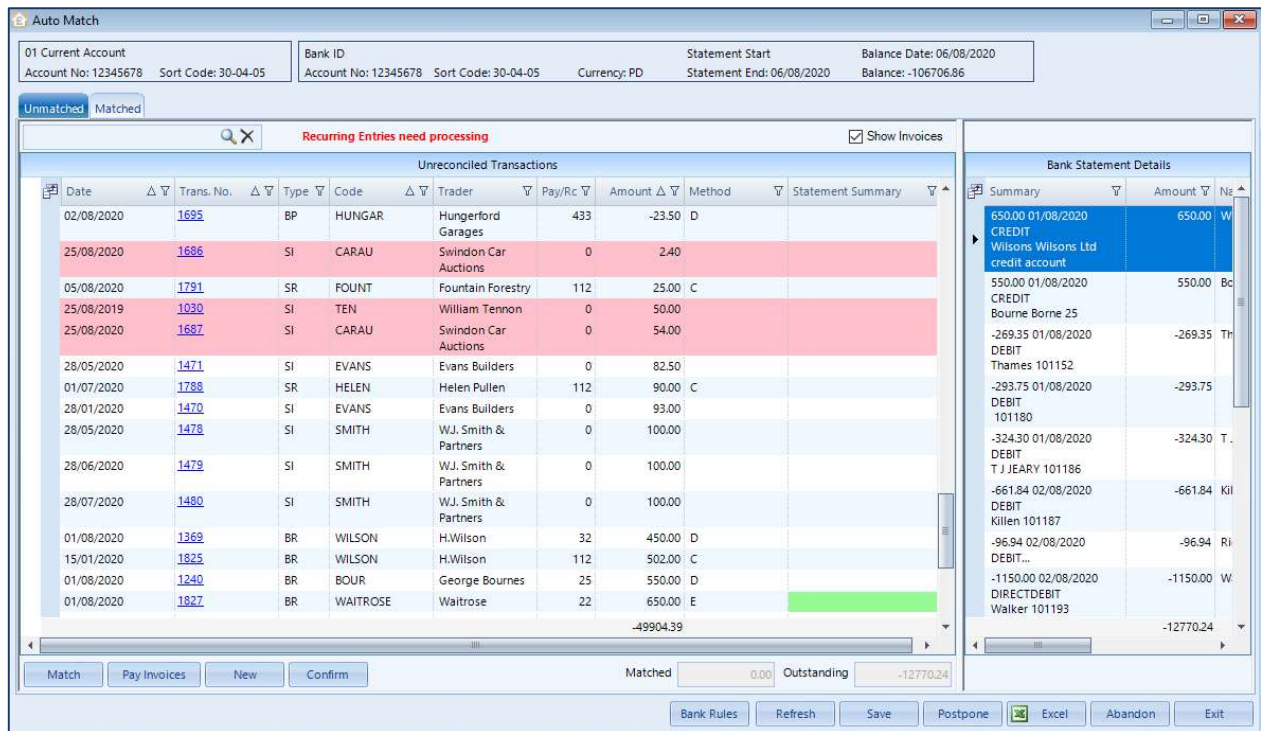 Auto Match
01 Current Account
Account No: 12345678 Sort Code: 30-04-05
Bank ID Statement Start Balance Date: 06/08/2020
Account No: 12345678 Sort Code: 30-04-05 Currency: PD Statement End: 06/08/2020 Balance: -106706.86
Unmatched Matched
Recurring Entries need processing Show Invoices
Unreconciled Transactions
Date Trans. No. Type Code Trader Pay/Rc Amount Method Statement Summary
02/08/2020 1695 BP HUNGAR Hungerford 433 -23.50 D
Garages
25/08/2020 1686 SI CARAU Swindon Car 0 2.40
Auctions
05/08/2020 1791 SR FOUNT Fountain Forestry 112 25.00 C
25/08/2019 1030 SI TEN William Tennon 0 50.00
25/08/2020 1687 SI CARAU Swindon Car 0 54.00
Auctions
28/05/2020 1471 SI EVANS Evans Builders 0 82.50
01/07/2020 1788 SR HELEN Helen Pullen 112 90.00 C
28/01/2020 1470 SI EVANS Evans Builders 0 93.00
28/05/2020 1478 SI SMITH W.J. Smith & 0 100.00
Partners
28/06/2020 1479 SI SMITH W.J. Smith & 0 100.00
Partners
28/07/2020 1480 SI SMITH W.J. Smith & 0 100.00
Partners
01/08/2020 1369 BR WILSON H.Wilson 32 450.00 D
15/01/2020 1825 BR WILSON H.Wilson 112 502.00 C
01/08/2020 1240 BR BOUR George Bournes 25 550.00 D
01/08/2020 1827 BR WAITROSE Waitrose 22 650.00 E
-49904.39
Bank Statement Details
Summary Amount Na
650.00 01/08/2020 650.00 W
CREDIT
Wilsons Wilsons Ltd
credit account
550.00 01/08/2020 550.00 Bo
CREDIT
Bourne Borne 25
-269.35 01/08/2020 -269.35 Th
DEBIT
Thames 101152
-293.75 01/08/2020 -293.75
DEBIT
101180
-324.30 01/08/2020 -324.30 T .
DEBIT
T J JEARY 101186
-661.84 02/08/2020 -661.84 Kil
DEBIT
Killen 101187
-96.94 02/08/2020 -96.94 Ri
DEBIT...
-1150.00 02/08/2020 -1150.00 W
DIRECTDEBIT
Walker 101193
-12770.24
Match Pay Invoices New Confirm Matched 0.00 Outstanding -12770.24
Bank Rules Refresh Save Postpone Excel Abandon Exit